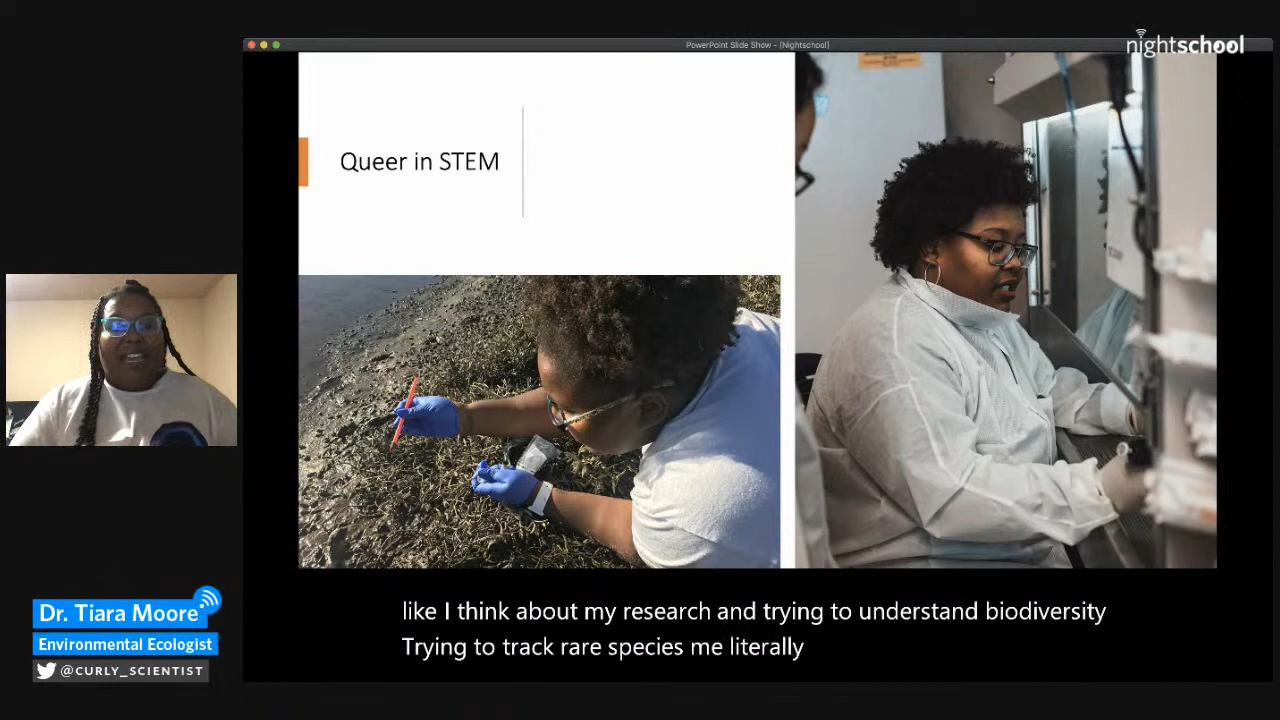 PowerPoint Slide Show - [Nightschool]
nightschool
Queer in STEM
Dr. Tiara Moore
Environmental Ecologist
@CURLY_SCIENTIST
like I think about my research and trying to understand biodiversity
Trying to track rare species me literally